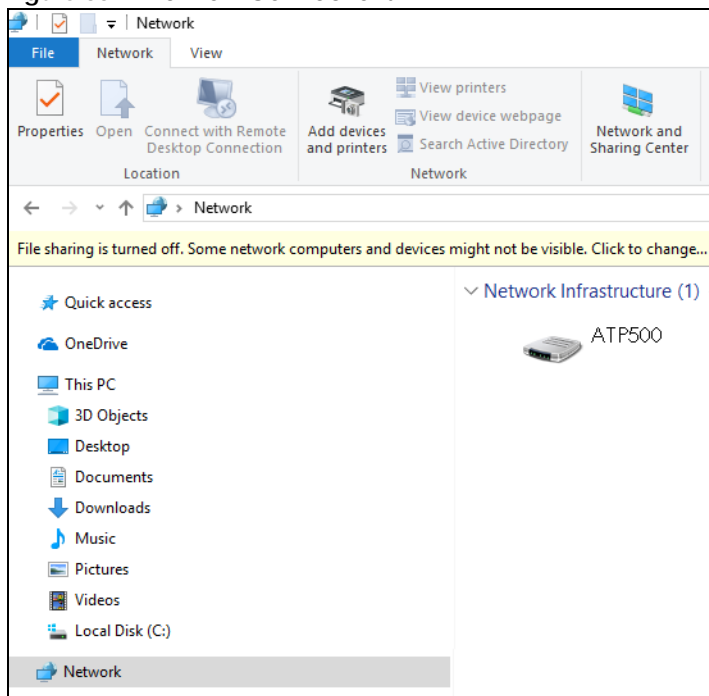 Network
File Network View
Properties Open Connect with Remote Desktop Connection Add devices and printers View printers
View device webpage
Search Active Directory
Network and Sharing Center
Location Network
Network
File sharing is turned off. Some network computers and devices might not be visible. Click to change...
Quick access
OneDrive
This PC
3D Objects
Desktop
Documents
Downloads
Music
Pictures
Videos
Local Disk (C:)
Network
Network Infrastructure (1)
ATP500